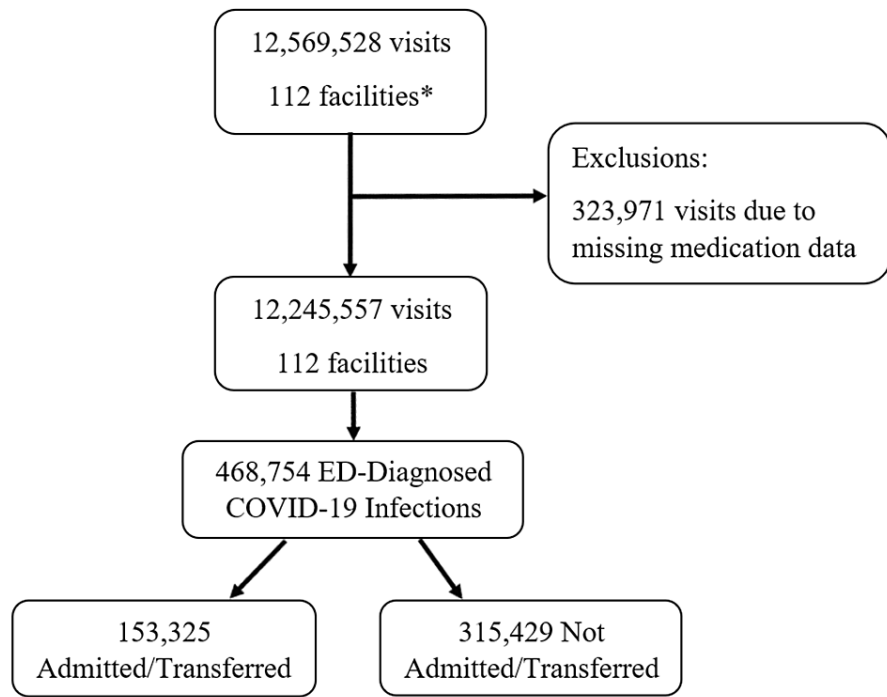 12,569,528 visits
112 facilities*
Exclusions:
323,971 visits due to
missing medication data
12,245,557 visits
112 facilities
468,754 ED-Diagnosed
COVID-19 Infections
153,325
Admitted/Transferred
315,429 Not
Admitted/Transferred